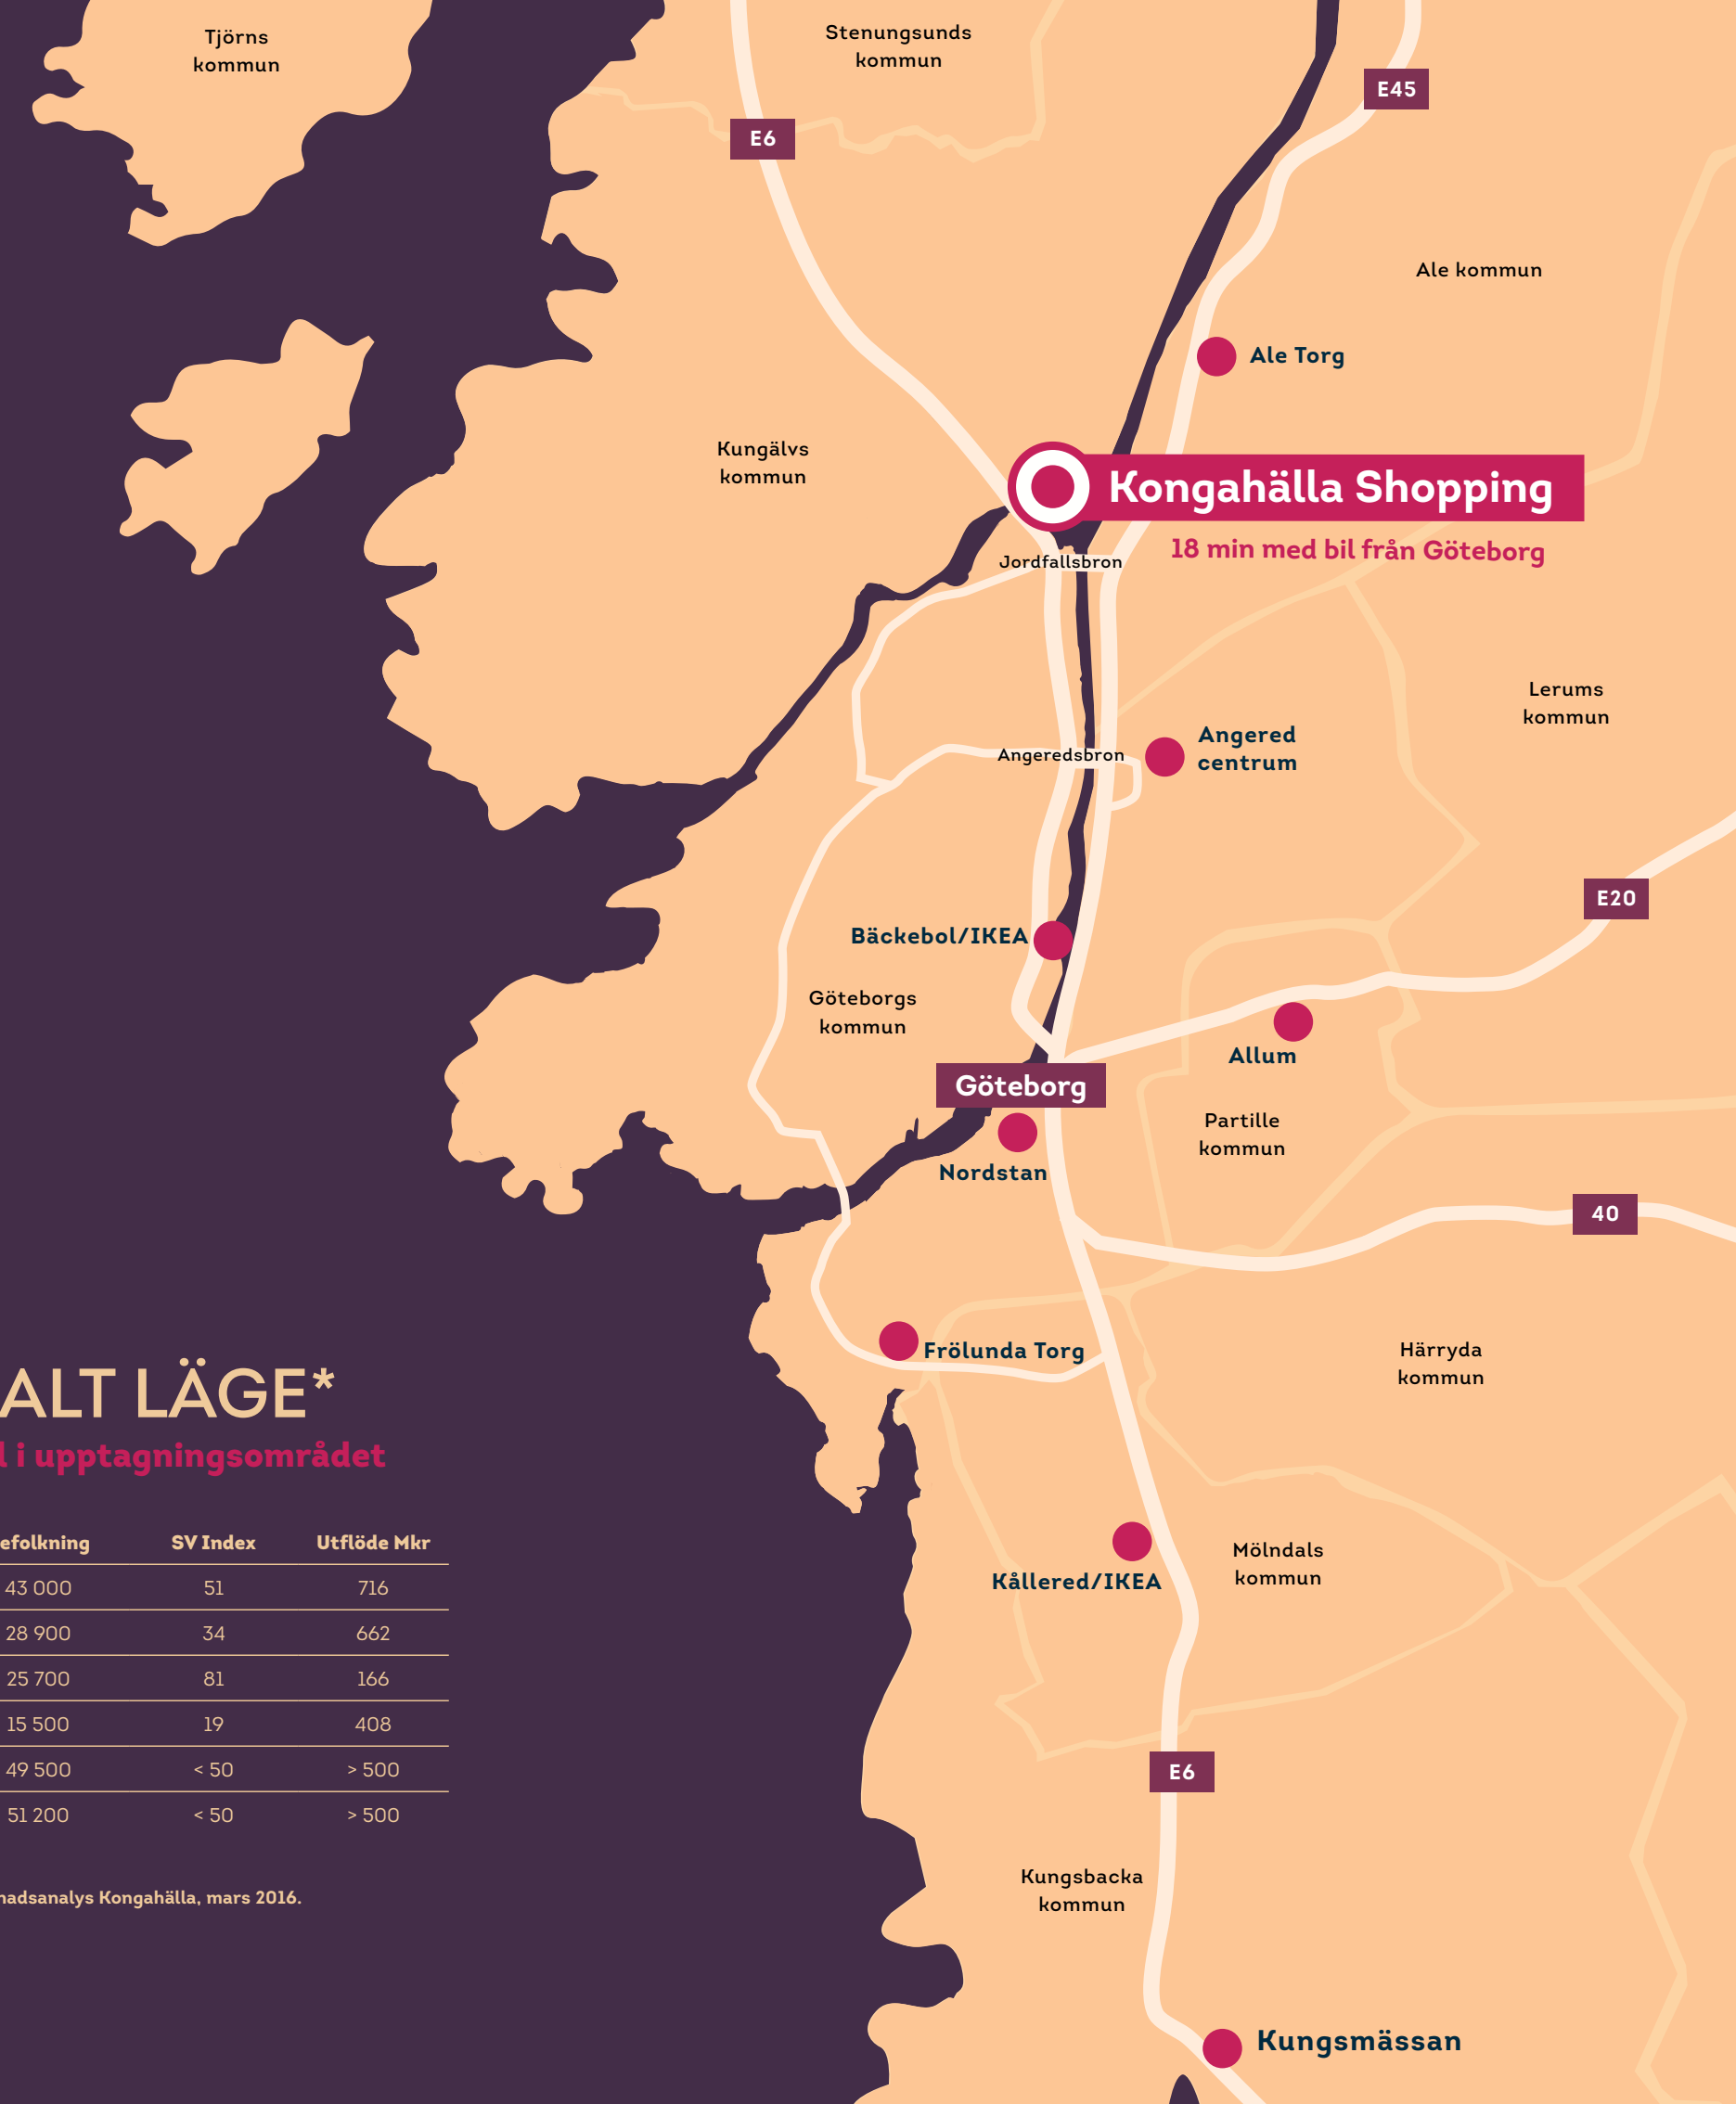 Tjörns
kommun
Stenungsunds
kommun
E45
E6
Ale kommun
Ale Torg
Kungälvs
kommun
Kongahälla Shopping
18 min med bil från Göteborg
Jordfallsbron
Lerums
kommun
Angered
centrum
Angeredsbron
E20
Bäckebol/IKEA
Göteborgs
kommun
Allum
Göteborg
Partille
kommun
Nordstan
40
Frölunda Torg
Härryda
kommun
ALT LÄGE*
l i upptagningsområdet
efolkning SV Index Utflöde Mkr
43 000 51 716
28 900 34 662
25 700 81 166
15 500 19 408
49 500 < 50 > 500
51 200 < 50 > 500
nadsanalys Kongahälla, mars 2016.
Kållered/IKEA
Mölndals
kommun
E6
Kungsbacka
kommun
Kungsmässan